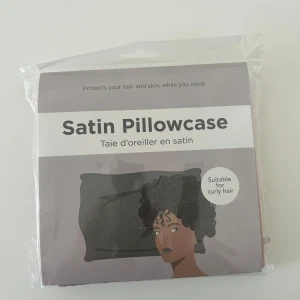 Protects your hair and skin, while you sleep
Satin Pillowcase
Taie d'oreiller en satin
Suitable
for
curly hair